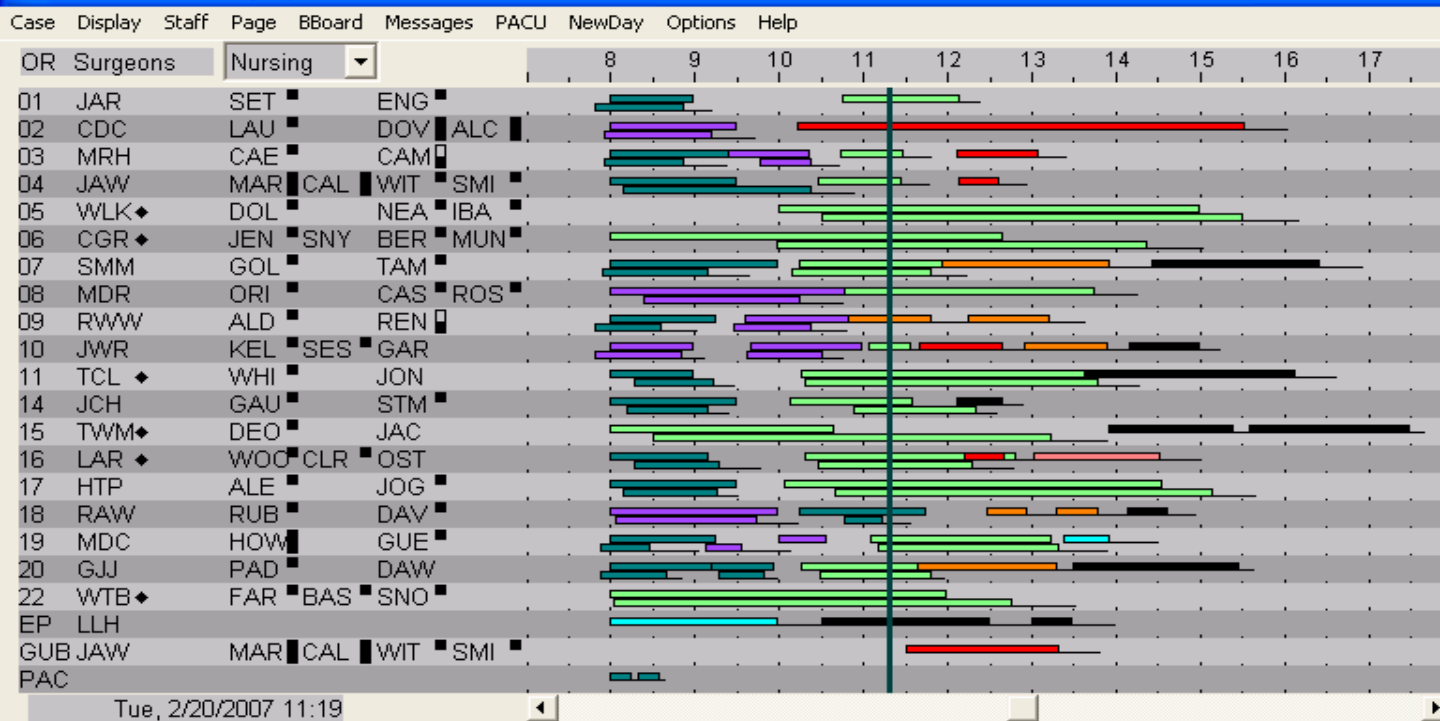 Case Display Staff Page BBoard Messages PACU NewDay Options Help
OR Surgeons Nursing 8 9 10 11 12 13 14 15 16 17
01 JAR SET ENG
02 CDC LAU DOV ALC
03 MRH CAE CAM
04 JAW MAR CAL WIT SMI
05 WLK DOL NEA IBA
06 CGR JEN SNY BER MUN
07 SMM GOL TAM
08 MDR ORI CAS ROS
09 RWW ALD REN
10 JWR KEL SES GAR
11 TCL WHI JON
14 JCH GAU STM
15 TWM DEO JAC
16 LAR WOO CLR OST
17 HTP ALE JOG
18 RAW RUB DAV
19 MDC HOW GUE
20 GJJ PAD DAW
22 WTB FAR BAS SNO
EP LLH
GUB JAW MAR CAL WIT SMI
PAC
Tue, 2/20/2007 11:19